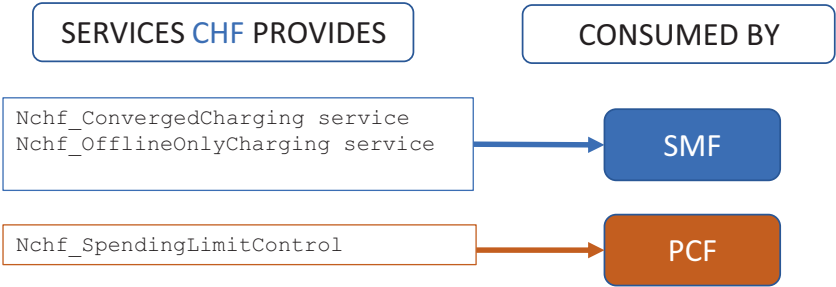 SERVICES CHF PROVIDES
CONSUMED BY
Nchf_ConvergedCharging service
Nchf_OfflineOnlyCharging service
SMF
Nchf_SpendingLimitControl
PCF